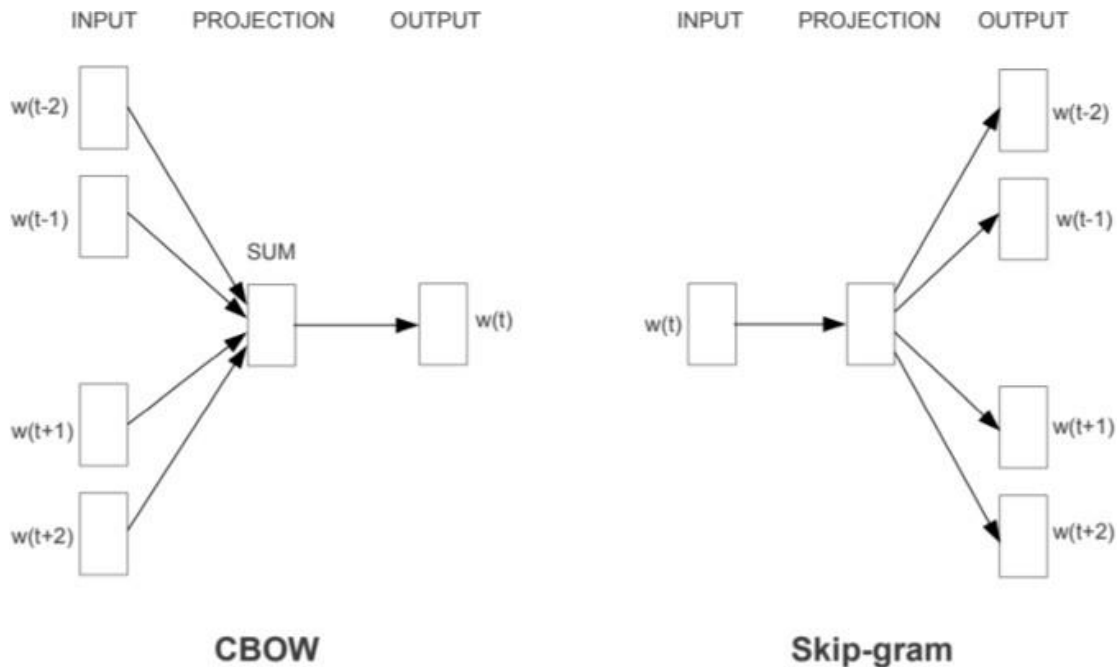 INPUT PROJECTION OUTPUT
w(t-2)
w(t-1)
SUM
w(t)
w(t+1)
w(t+2)
CBOW
INPUT PROJECTION OUTPUT
w(t-2)
w(t-1)
w(t)
w(t+1)
w(t+2)
Skip-gram